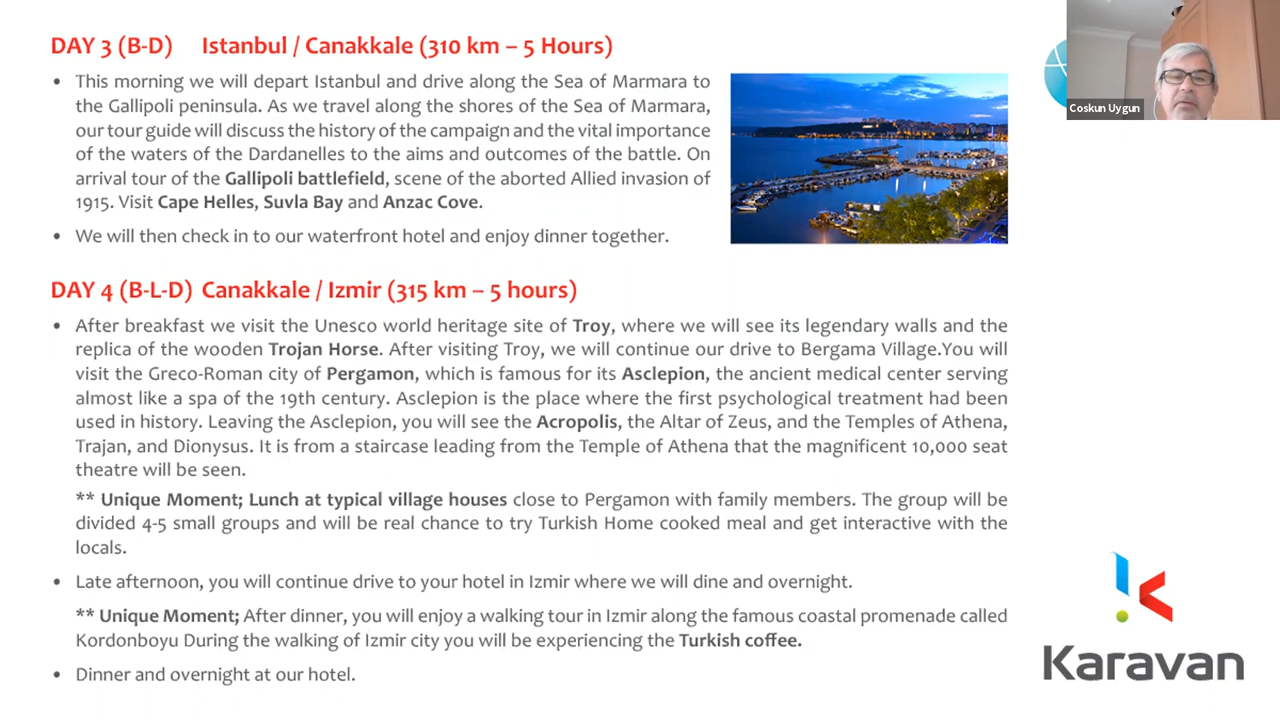 DAY 3 (B-D) Istanbul / Canakkale (310 km – 5 Hours)
• This morning we will depart Istanbul and drive along the Sea of Marmara to
the Gallipoli peninsula. As we travel along the shores of the Sea of Marmara,
our tour guide will discuss the history of the campaign and the vital importance
of the waters of the Dardanelles to the aims and outcomes of the battle. On
arrival tour of the Gallipoli battlefield, scene of the aborted Allied invasion of
1915. Visit Cape Helles, Suvla Bay and Anzac Cove.
• We will then check in to our waterfront hotel and enjoy dinner together.
Coskun Uygun
DAY 4 (B-L-D) Canakkale / Izmir (315 km – 5 hours)
• After breakfast we visit the Unesco world heritage site of Troy, where we will see its legendary walls and the
replica of the wooden Trojan Horse. After visiting Troy, we will continue our drive to Bergama Village.You will
visit the Greco-Roman city of Pergamon, which is famous for its Asclepion, the ancient medical center serving
almost like a spa of the 19th century. Asclepion is the place where the first psychological treatment had been
used in history. Leaving the Asclepion, you will see the Acropolis, the Altar of Zeus, and the Temples of Athena,
Trajan, and Dionysus. It is from a staircase leading from the Temple of Athena that the magnificent 10,000 seat
theatre will be seen.
** Unique Moment; Lunch at typical village houses close to Pergamon with family members. The group will be
divided 4-5 small groups and will be real chance to try Turkish Home cooked meal and get interactive with the
locals.
• Late afternoon, you will continue drive to your hotel in Izmir where we will dine and overnight.
** Unique Moment; After dinner, you will enjoy a walking tour in Izmir along the famous coastal promenade called
Kordonboyu During the walking of Izmir city you will be experiencing the Turkish coffee.
• Dinner and overnight at our hotel.
Karavan